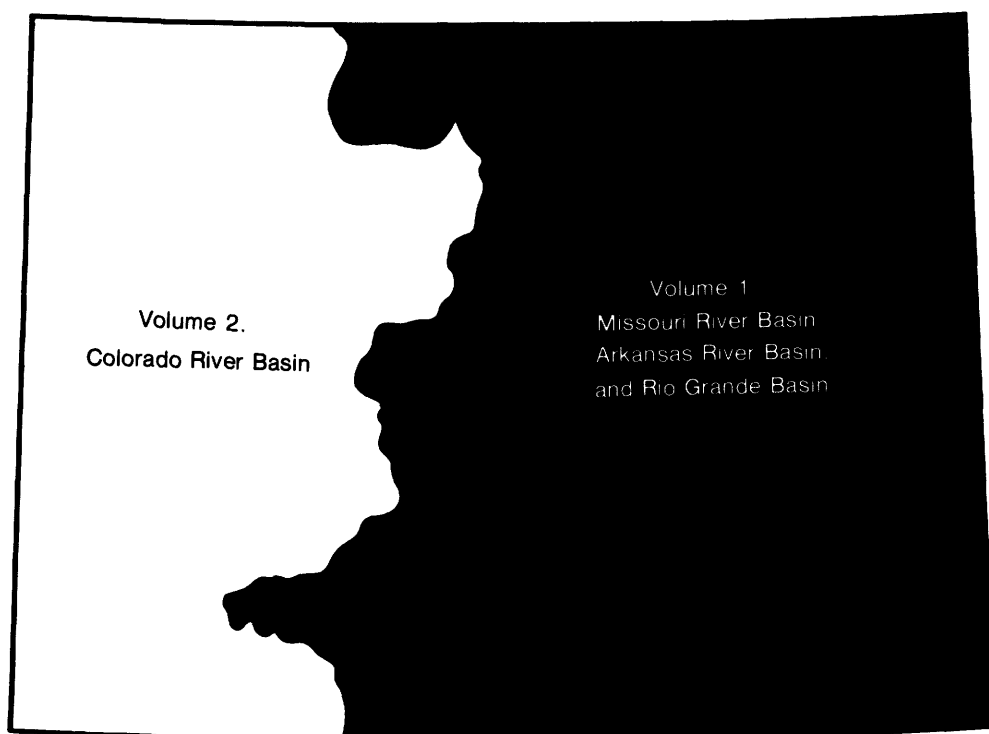 Volume 2.
Colorado River Basin
Volume 1
Missouri River Basin
Arkansas River Basin.
and Rio Grande Basin